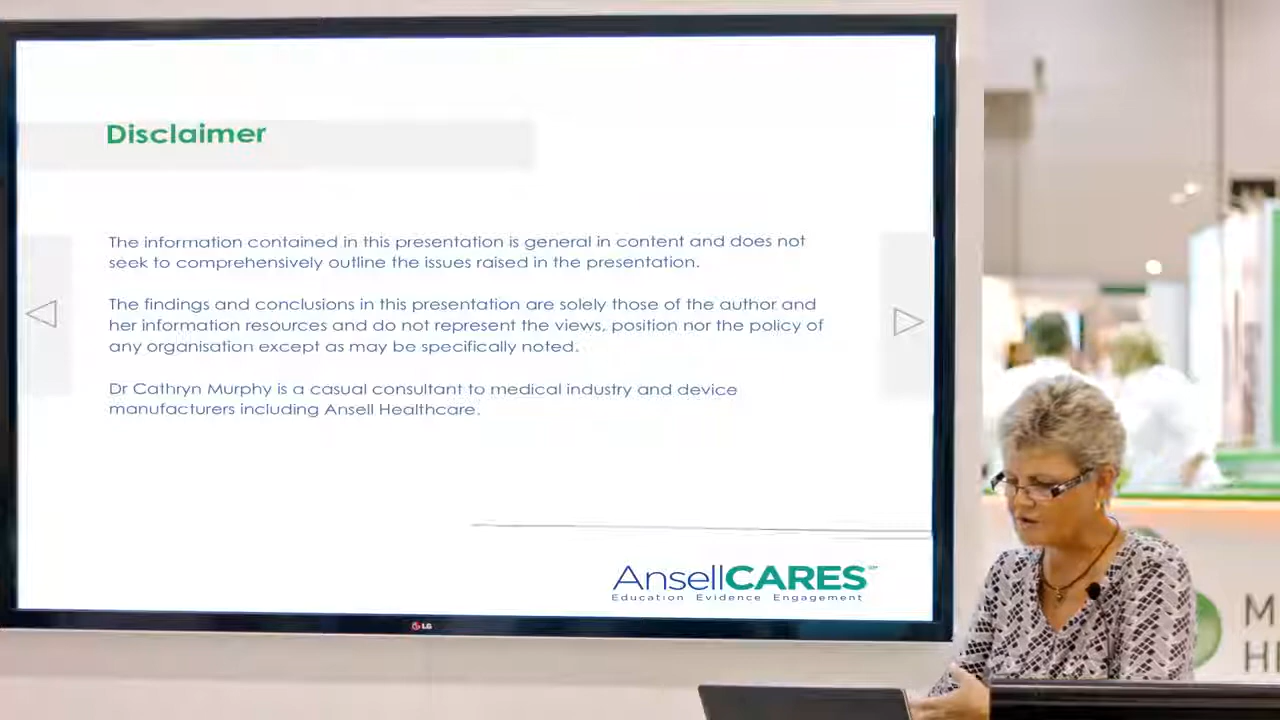 Disclaimer
The information contained in this presentation is general in content and does not
seek to comprehensively outline the issues raised in the presentation.
The findings and conclusions in this presentation are solely those of the author and
her information resources and do not represent the views, position nor the policy of
any organisation except as may be specifically noted.
Dr Cathryn Murphy is a casual consultant to medical industry and device
manufacturers including Ansell Healthcare.
AnsellCARES
Education Evidence Engagement
LG